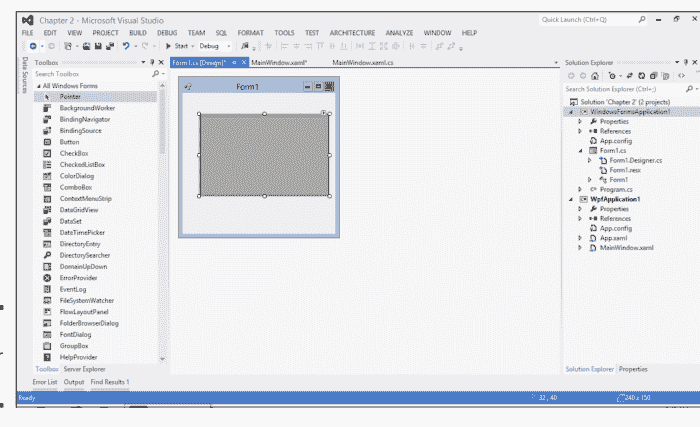 Chapter 2 - Microsoft Visual Studio
Quick Launch (Ctrl+Q)
FILE EDIT VIEW PROJECT BUILD DEBUG TEAM SQL FORMAT TOOLS TEST ARCHITECTURE ANALYZE WINDOW HELP
Start Debug
Data Sources
Toolbox
Search Toolbox
All Windows Forms
Pointer
BackgroundWorker
BindingNavigator
BindingSource
Button
CheckBox
CheckedListBox
ColorDialog
ComboBox
ContextMenuStrip
DataGridView
DataSet
DateTimePicker
DirectoryEntry
DirectorySearcher
DomainUpDown
ErrorProvider
EventLog
FileSystemWatcher
FlowLayoutPanel
FolderBrowserDialog
FontDialog
GroupBox
HelpProvider
Toolbox Server Explorer
Form1.cs [Design]* MainWindow.xaml* MainWindow.xaml.cs
Form1
Solution Explorer
Search Solution Explorer (Ctrl+;)
Solution 'Chapter 2' (2 projects)
WindowsFormsApplication1
Properties
References
App.config
Form1.cs
Form1.Designer.cs
Form1.resx
Form1
Program.cs
WpfApplication1
Properties
References
App.config
App.xaml
MainWindow.xaml
Solution Explorer Properties
Error List Output Find Results 1
Ready 32 , 40 240 x 150